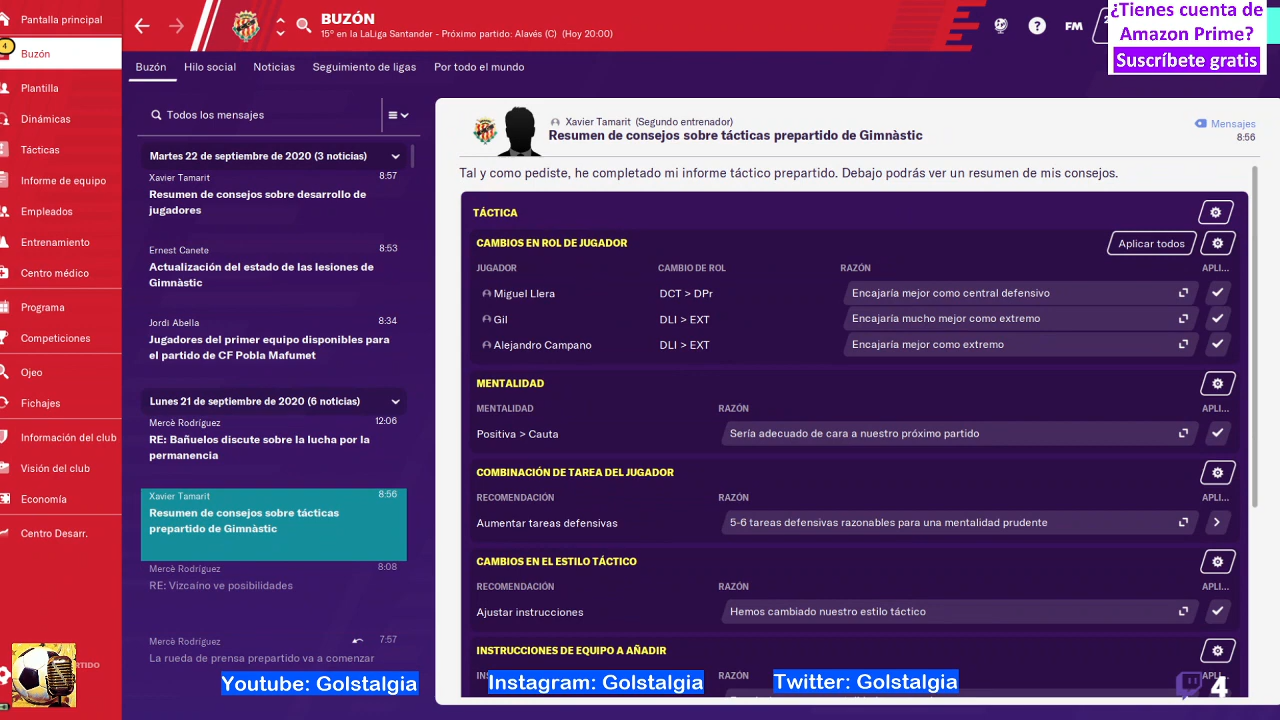 Pantalla principal
4
Buzón
Plantilla
Dinámicas
Tácticas
Informe de equipo
Empleados
Entrenamiento
Centro médico
Programa
Competiciones
Ojeo
Fichajes
Información del club
Visión del club
Economía
Centro Desarr.
BUZÓN
15º en la LaLiga Santander - Próximo partido: Alavés (C) (Hoy 20:00)
?
FM
¿Tienes cuenta de
Amazon Prime?
Suscríbete gratis
Buzón
Hilo social
Noticias
Seguimiento de ligas
Por todo el mundo
Todos los mensajes
Martes 22 de septiembre de 2020 (3 noticias)
Xavier Tamarit 8:57
Resumen de consejos sobre desarrollo de
jugadores
Ernest Canete 8:53
Actualización del estado de las lesiones de
Gimnàstic
Jordi Abella 8:34
Jugadores del primer equipo disponibles para
el partido de CF Pobla Mafumet
Lunes 21 de septiembre de 2020 (6 noticias)
Mercè Rodríguez 12:06
RE: Bañuelos discute sobre la lucha por la
permanencia
Xavier Tamarit 8:56
Resumen de consejos sobre tácticas
prepartido de Gimnàstic
Mercè Rodríguez 8:08
RE: Vizcaíno ve posibilidades
Mercè Rodríguez 7:57
La rueda de prensa prepartido va a comenzar
Xavier Tamarit (Segundo entrenador)
Resumen de consejos sobre tácticas prepartido de Gimnàstic
Mensajes
8:56
Tal y como pediste, he completado mi informe táctico prepartido. Debajo podrás ver un resumen de mis consejos.
TÁCTICA
CAMBIOS EN ROL DE JUGADOR
Aplicar todos
JUGADOR CAMBIO DE ROL RAZÓN APLI...
Miguel Llera DCT > DPr Encajaría mejor como central defensivo
Gil DLI > EXT Encajaría mucho mejor como extremo
Alejandro Campano DLI > EXT Encajaría mejor como extremo
MENTALIDAD
MENTALIDAD RAZÓN APLI...
Positiva > Cauta Sería adecuado de cara a nuestro próximo partido
COMBINACIÓN DE TAREA DEL JUGADOR
RECOMENDACIÓN RAZÓN APLI...
Aumentar tareas defensivas 5-6 tareas defensivas razonables para una mentalidad prudente
CAMBIOS EN EL ESTILO TÁCTICO
RECOMENDACIÓN RAZÓN APLI...
Ajustar instrucciones Hemos cambiado nuestro estilo táctico
INSTRUCCIONES DE EQUIPO A AÑADIR
Youtube: Golstalgia
Instagram: Golstalgia
Twitter: Golstalgia
4